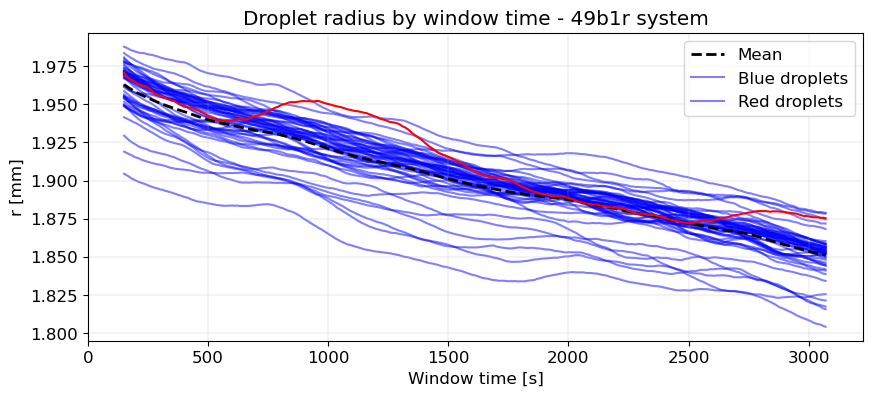 Droplet radius by window time - 49b1r system
r [mm]
1.975
1.950
1.925
1.900
1.875
1.850
1.825
1.800
Mean
Blue droplets
Red droplets
0 500 1000 1500 2000 2500 3000
Window time [s]